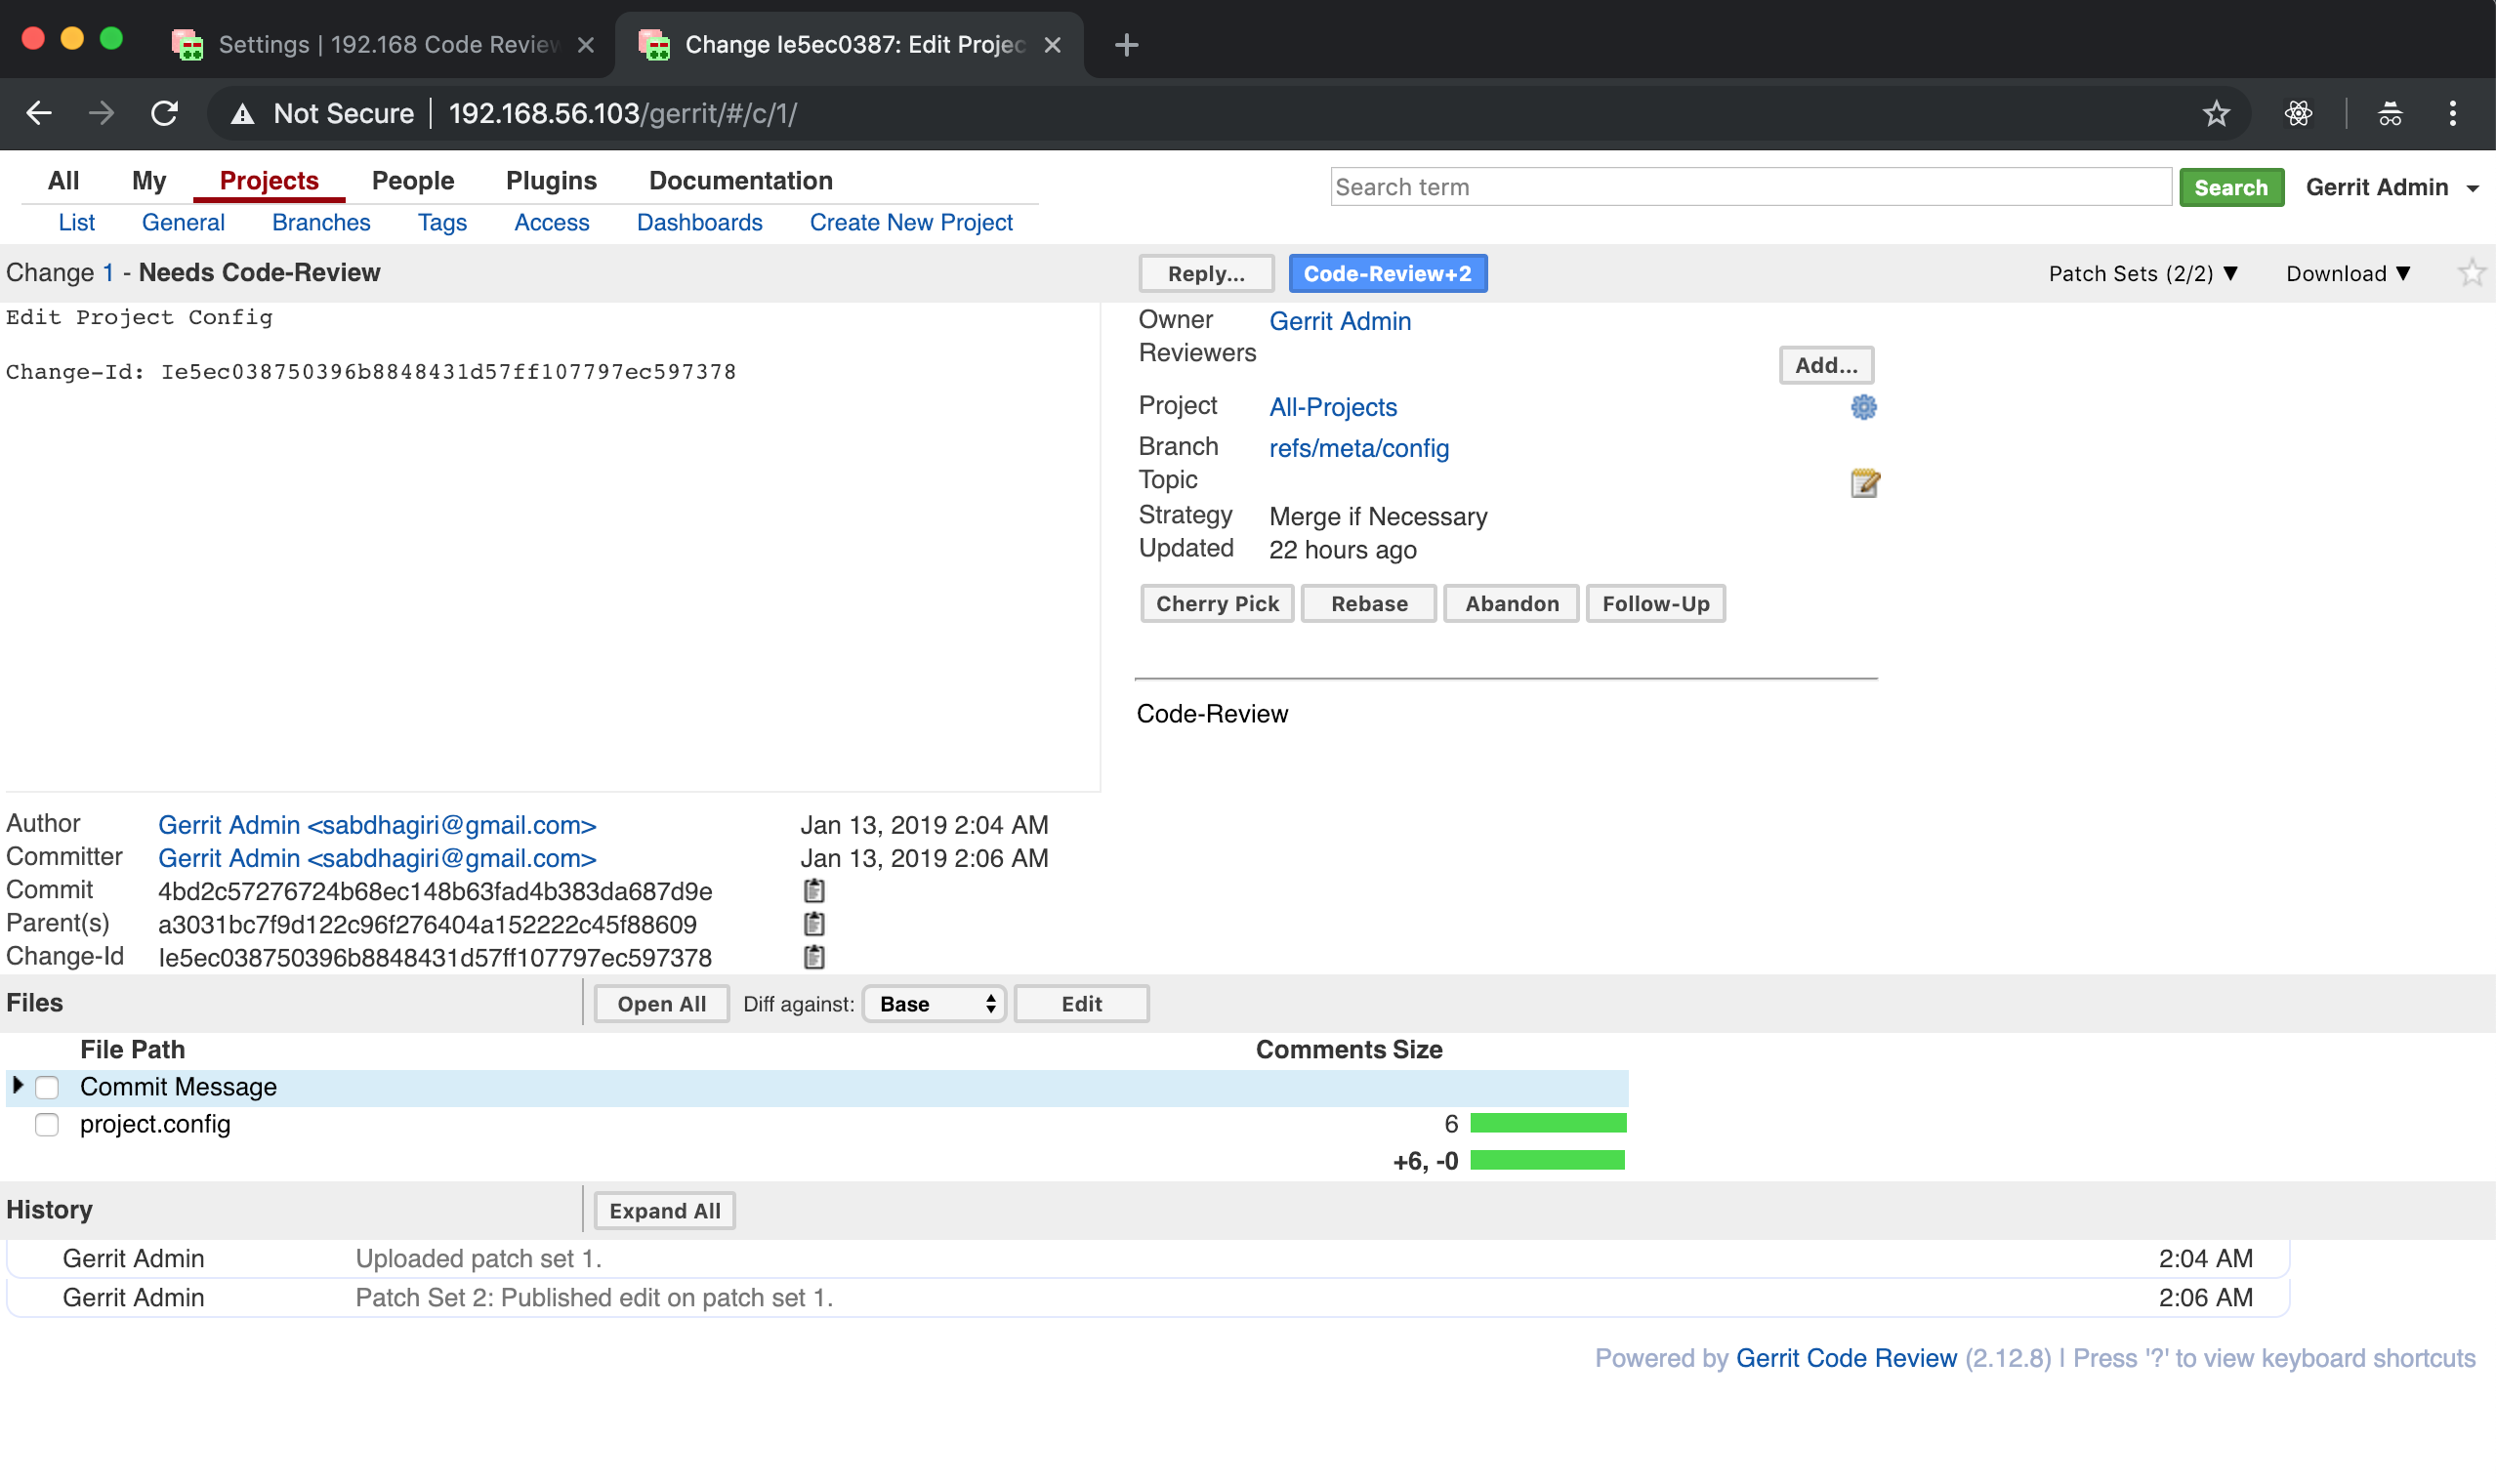 Settings | 192.168 Code Review
Change Ie5ec0387: Edit Projec
Not Secure 192.168.56.103/gerrit/#/c/1/
All My Projects People Plugins Documentation
Search term Search Gerrit Admin
List General Branches Tags Access Dashboards Create New Project
Change 1 - Needs Code-Review Reply... Code-Review+2 Patch Sets (2/2) ▼ Download ▼
Edit Project Config
Change-Id: Ie5ec038750396b8848431d57ff107797ec597378
Owner Gerrit Admin
Reviewers
Add...
Project All-Projects
Branch refs/meta/config
Topic
Strategy Merge if Necessary
Updated 22 hours ago
Cherry Pick Rebase Abandon Follow-Up
Code-Review
Author Gerrit Admin <sabdhagiri@gmail.com> Jan 13, 2019 2:04 AM
Committer Gerrit Admin <sabdhagiri@gmail.com> Jan 13, 2019 2:06 AM
Commit 4bd2c57276724b68ec148b63fad4b383da687d9e
Parent(s) a3031bc7f9d122c96f276404a152222c45f88609
Change-Id Ie5ec038750396b8848431d57ff107797ec597378
Files Open All Diff against: Base Edit
File Path Comments Size
Commit Message
project.config 6
+6, -0
History Expand All
Gerrit Admin Uploaded patch set 1. 2:04 AM
Gerrit Admin Patch Set 2: Published edit on patch set 1. 2:06 AM
Powered by Gerrit Code Review (2.12.8) | Press '?' to view keyboard shortcuts